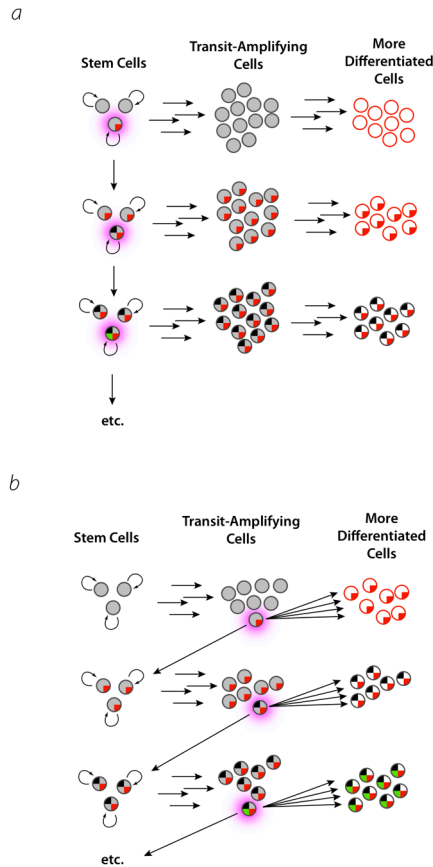 a
Stem Cells
Transit-Amplifying
Cells
More
Differentiated
Cells
etc.
b
Stem Cells
Transit-Amplifying
Cells
More
Differentiated
Cells
etc.